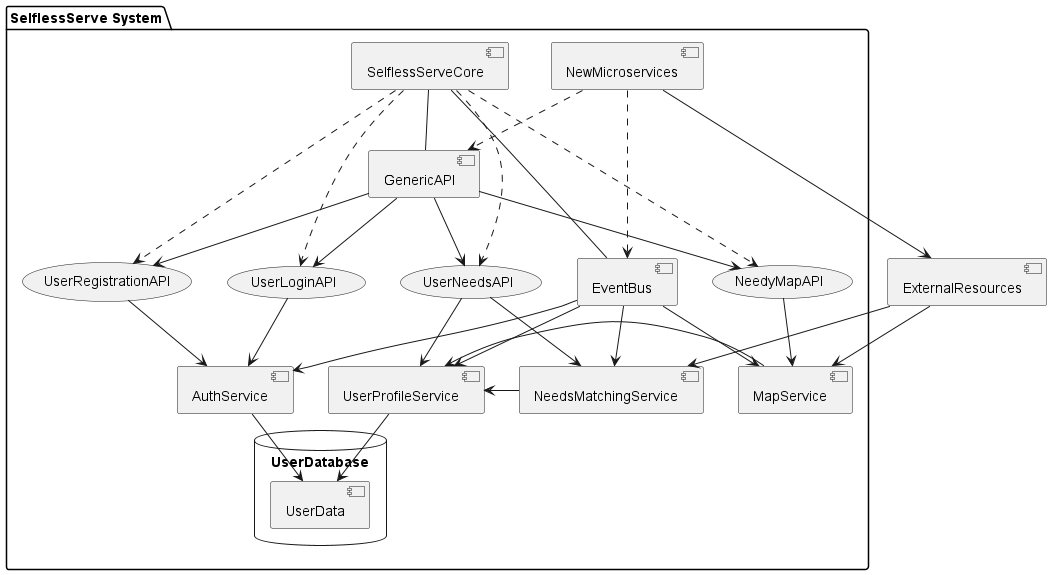 SelflessServe System
SelflessServeCore
NewMicroservices
GenericAPI
UserRegistrationAPI
UserLoginAPI
UserNeedsAPI
EventBus
NeedyMapAPI
ExternalResources
AuthService
UserProfileService
NeedsMatchingService
MapService
UserDatabase
UserData